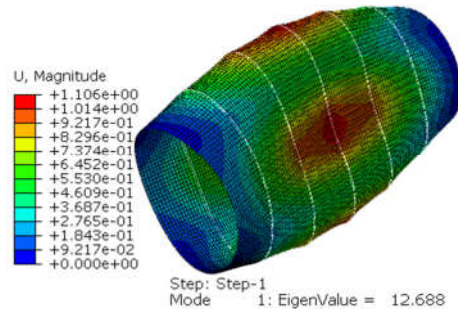 U, Magnitude
+1.106e+00
+1.014e+00
+9.217e-01
+8.296e-01
+7.374e-01
+6.452e-01
+5.530e-01
+4.609e-01
+3.687e-01
+2.765e-01
+1.843e-01
+9.217e-02
+0.000e+00
Step: Step-1
Mode 1: EigenValue = 12.688